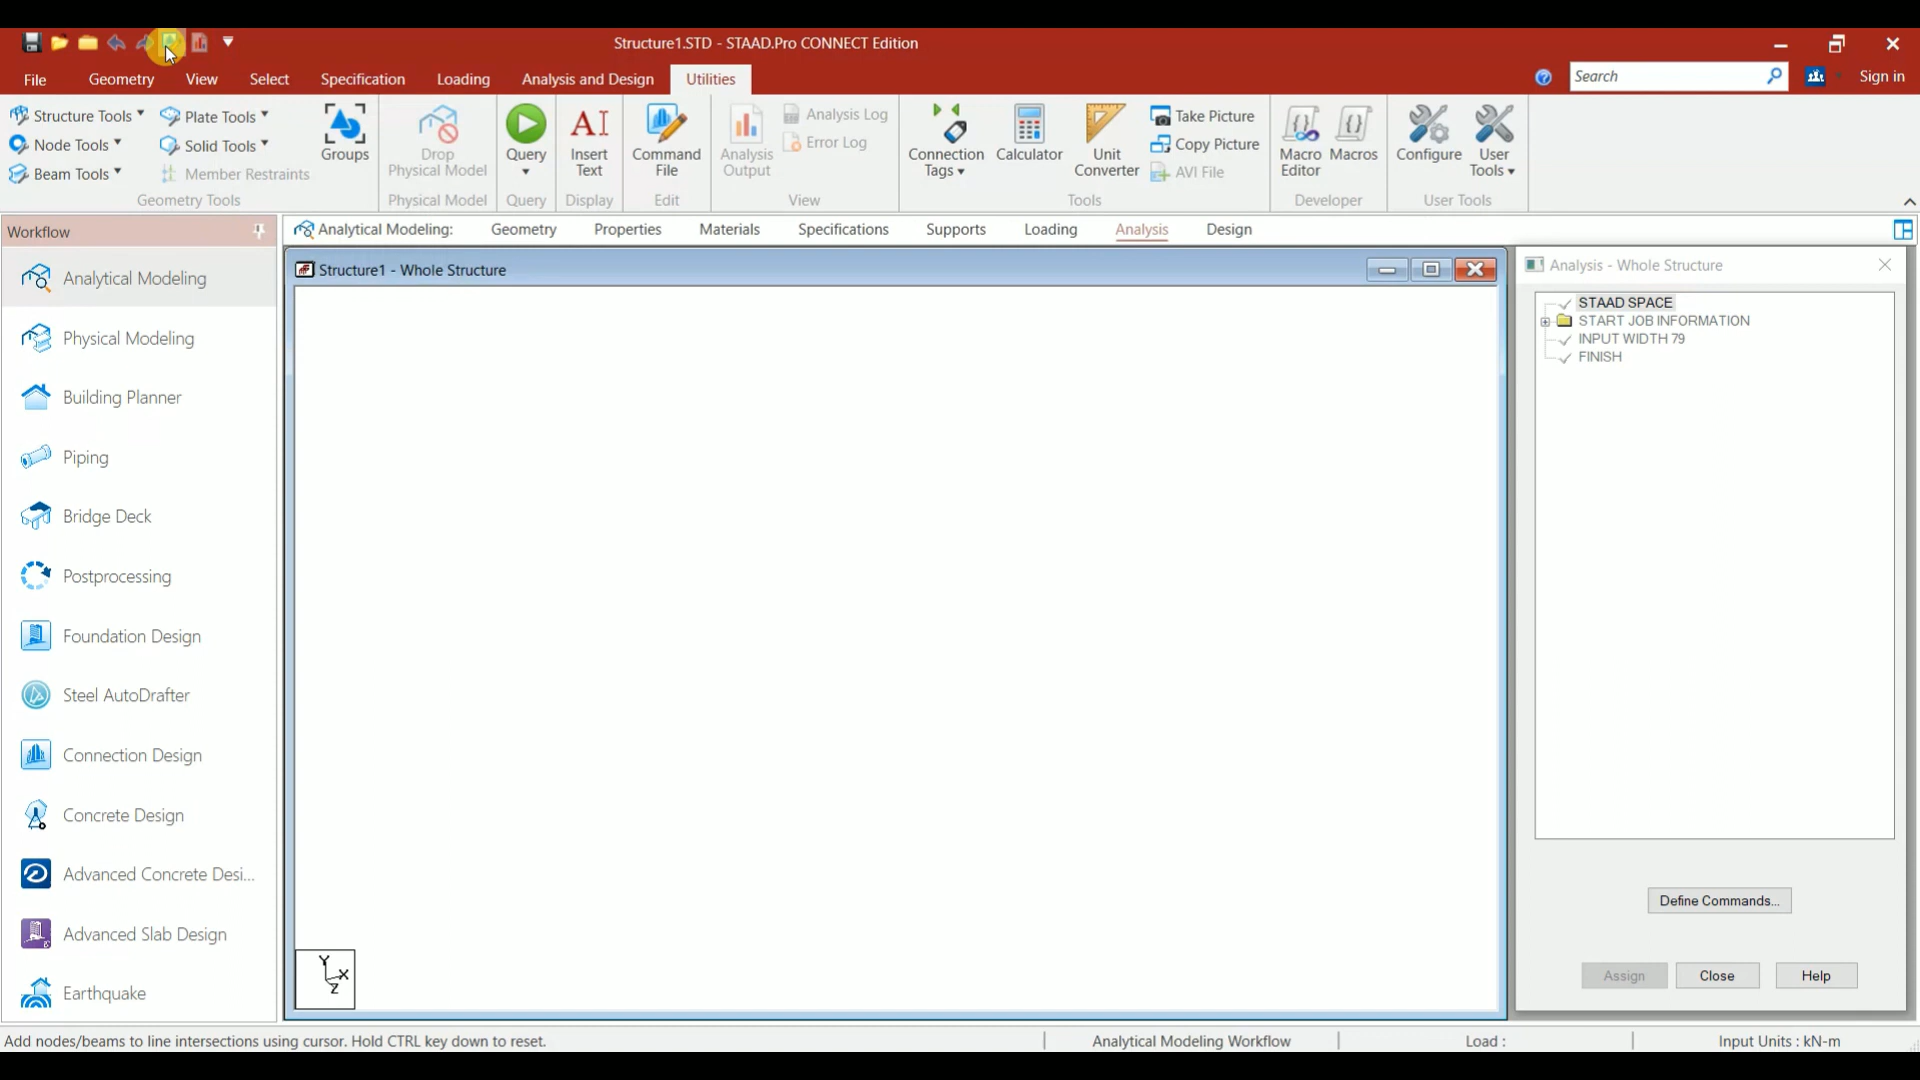 Structure1.STD - STAAD.Pro CONNECT Edition
File
Geometry
View
Select
Specification
Loading
Analysis and Design
Utilities
Search
Sign in
Structure Tools
Node Tools
Beam Tools
Plate Tools
Solid Tools
Member Restraints
Geometry Tools
Groups
Drop
Physical Model
Physical Model
Query
Query
AI
Insert
Text
Display
Command
File
Edit
Analysis
Output
Analysis Log
Error Log
View
Connection
Tags
Calculator
Unit
Converter
Take Picture
Copy Picture
AVI File
Tools
Macro
Editor
Macros
Developer
Configure
User
Tools
User Tools
Workflow
Analytical Modeling
Physical Modeling
Building Planner
Piping
Bridge Deck
Postprocessing
Foundation Design
Steel AutoDrafter
Connection Design
Concrete Design
Advanced Concrete Desi...
Advanced Slab Design
Earthquake
Analytical Modeling:
Geometry
Properties
Materials
Specifications
Supports
Loading
Analysis
Design
Structure1 - Whole Structure
Y
X
Z
Analysis - Whole Structure
STAAD SPACE
START JOB INFORMATION
INPUT WIDTH 79
FINISH
Define Commands...
Assign
Close
Help
Add nodes/beams to line intersections using cursor. Hold CTRL key down to reset.
Analytical Modeling Workflow
Load :
Input Units : kN-m